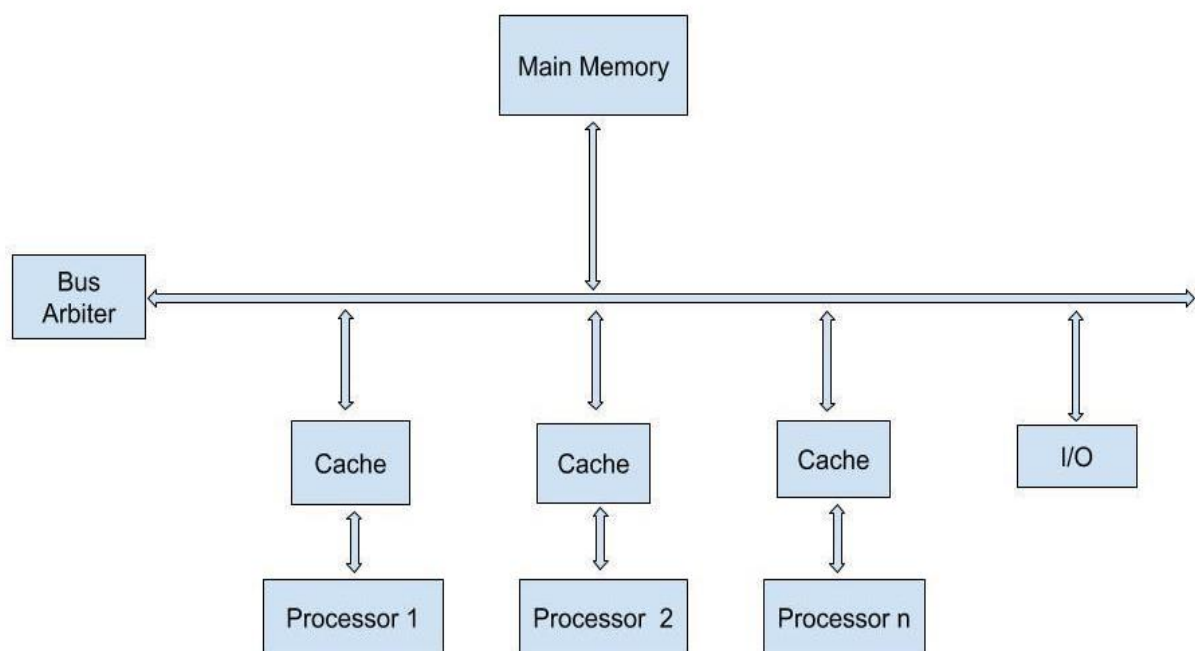 Main Memory
Bus
Arbiter
Cache
Cache
Cache
I/O
Processor 1
Processor 2
Processor n